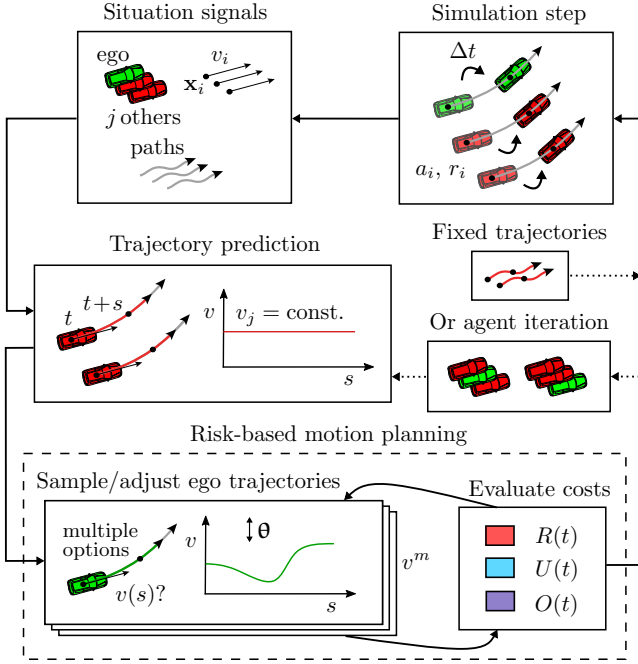 Situation signals
ego
v_i
x_i
j others
paths
Simulation step
Δt
a_i, r_i
Trajectory prediction
t+s
t
v
v_j = const.
s
Fixed trajectories
Or agent iteration
Risk-based motion planning
Sample/adjust ego trajectories
multiple
options
v(s)?
v
θ
s
v^m
Evaluate costs
R(t)
U(t)
O(t)